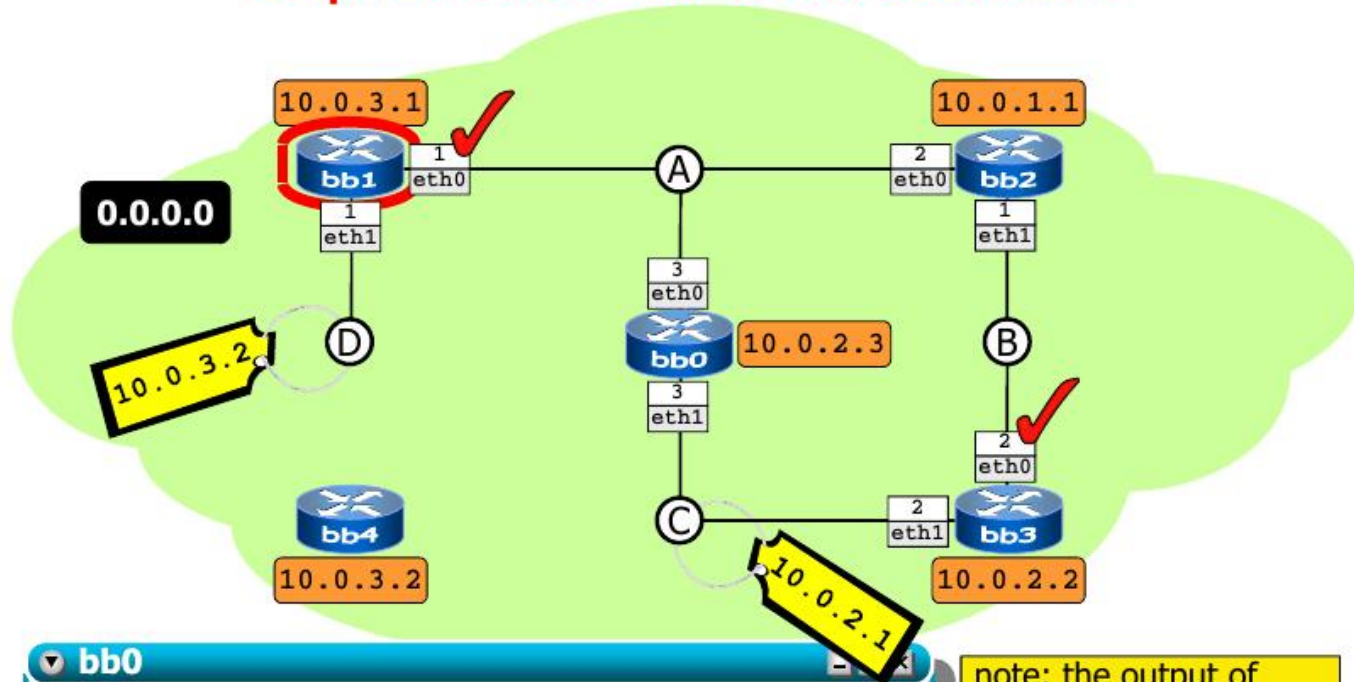 10.0.3.1
10.0.1.1
1
eth0
A
2
eth0
bb1
bb2
0.0.0.0
1
eth1
1
eth1
3
eth0
10.0.3.2
D
bb0
10.0.2.3
B
3
eth1
2
eth0
bb4
C
2
eth1
bb3
10.0.3.2
10.0.2.1
10.0.2.2
bb0
note: the output of